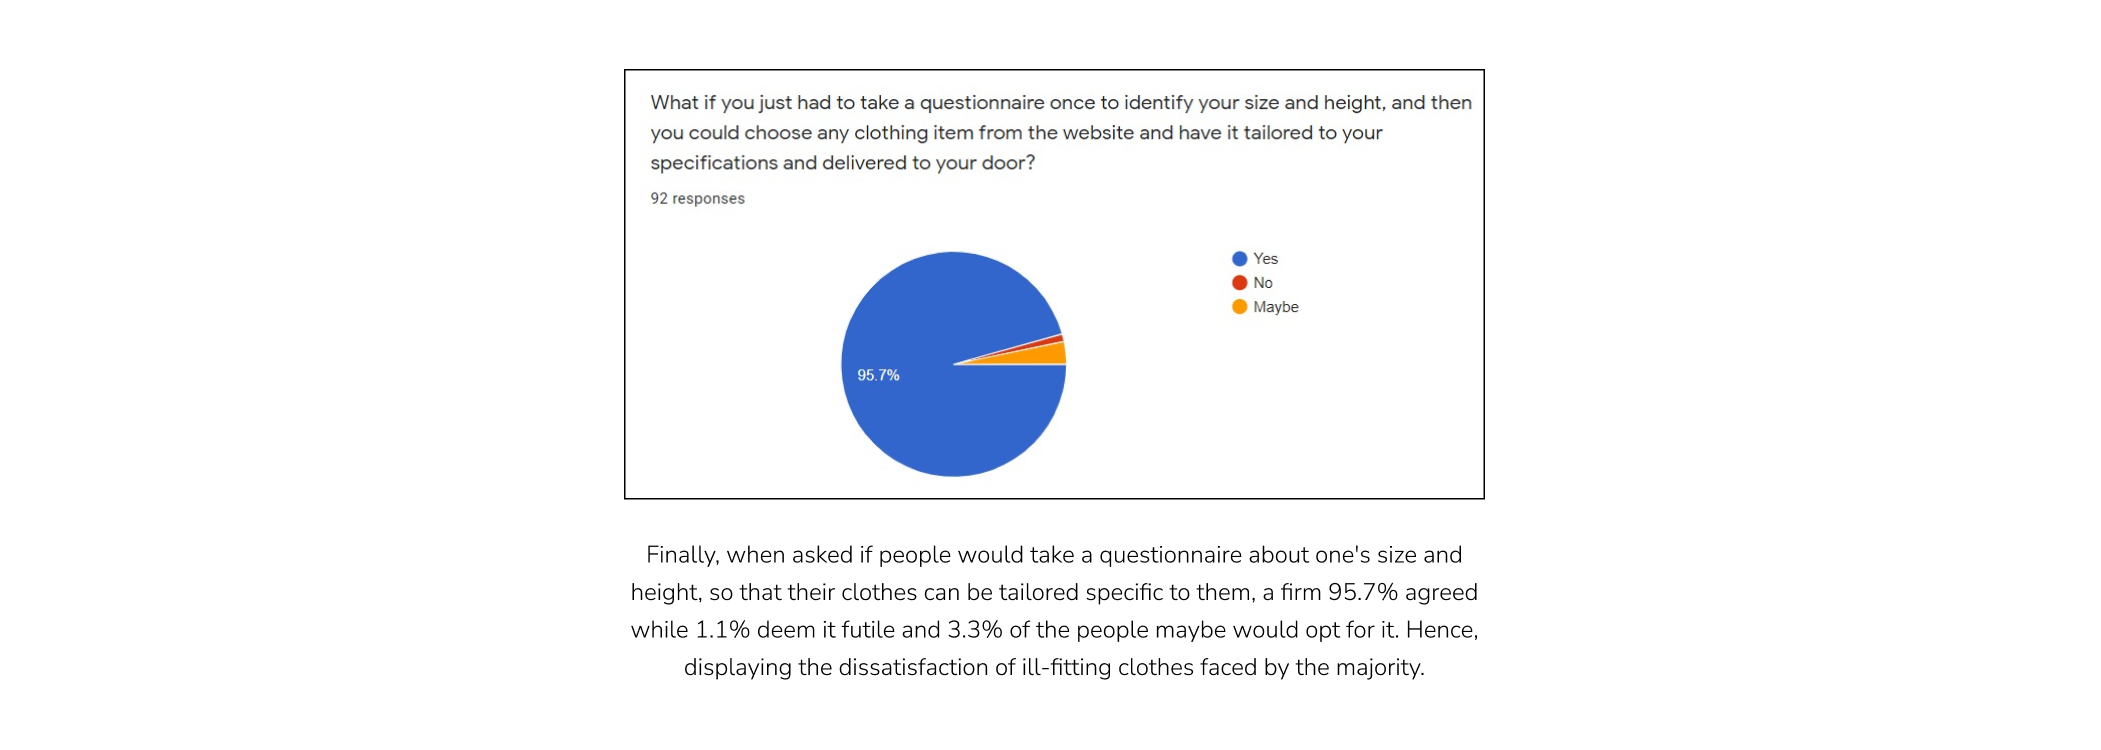 What if you just had to take a questionnaire once to identify your size and height, and then
you could choose any clothing item from the website and have it tailored to your
specifications and delivered to your door?
92 responses
Yes
No
Maybe
95.7%
Finally, when asked if people would take a questionnaire about one's size and
height, so that their clothes can be tailored specific to them, a firm 95.7% agreed
while 1.1% deem it futile and 3.3% of the people maybe would opt for it. Hence,
displaying the dissatisfaction of ill-fitting clothes faced by the majority.